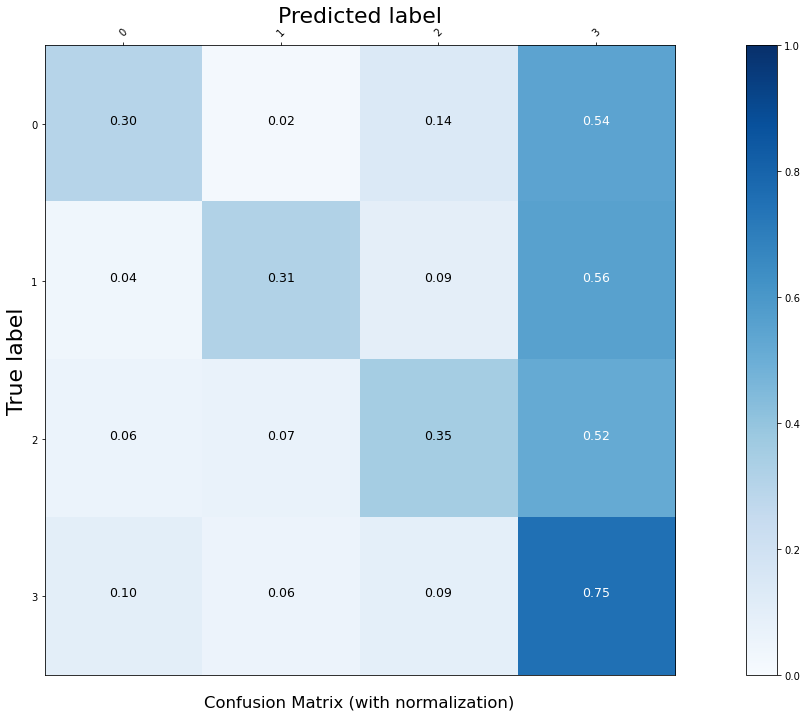 Predicted label
0 1 2 3
1.0
0 0.30 0.02 0.14 0.54
0.8
1 0.04 0.31 0.09 0.56
0.6
True label
0.4
2 0.06 0.07 0.35 0.52
0.2
3 0.10 0.06 0.09 0.75
0.0
Confusion Matrix (with normalization)